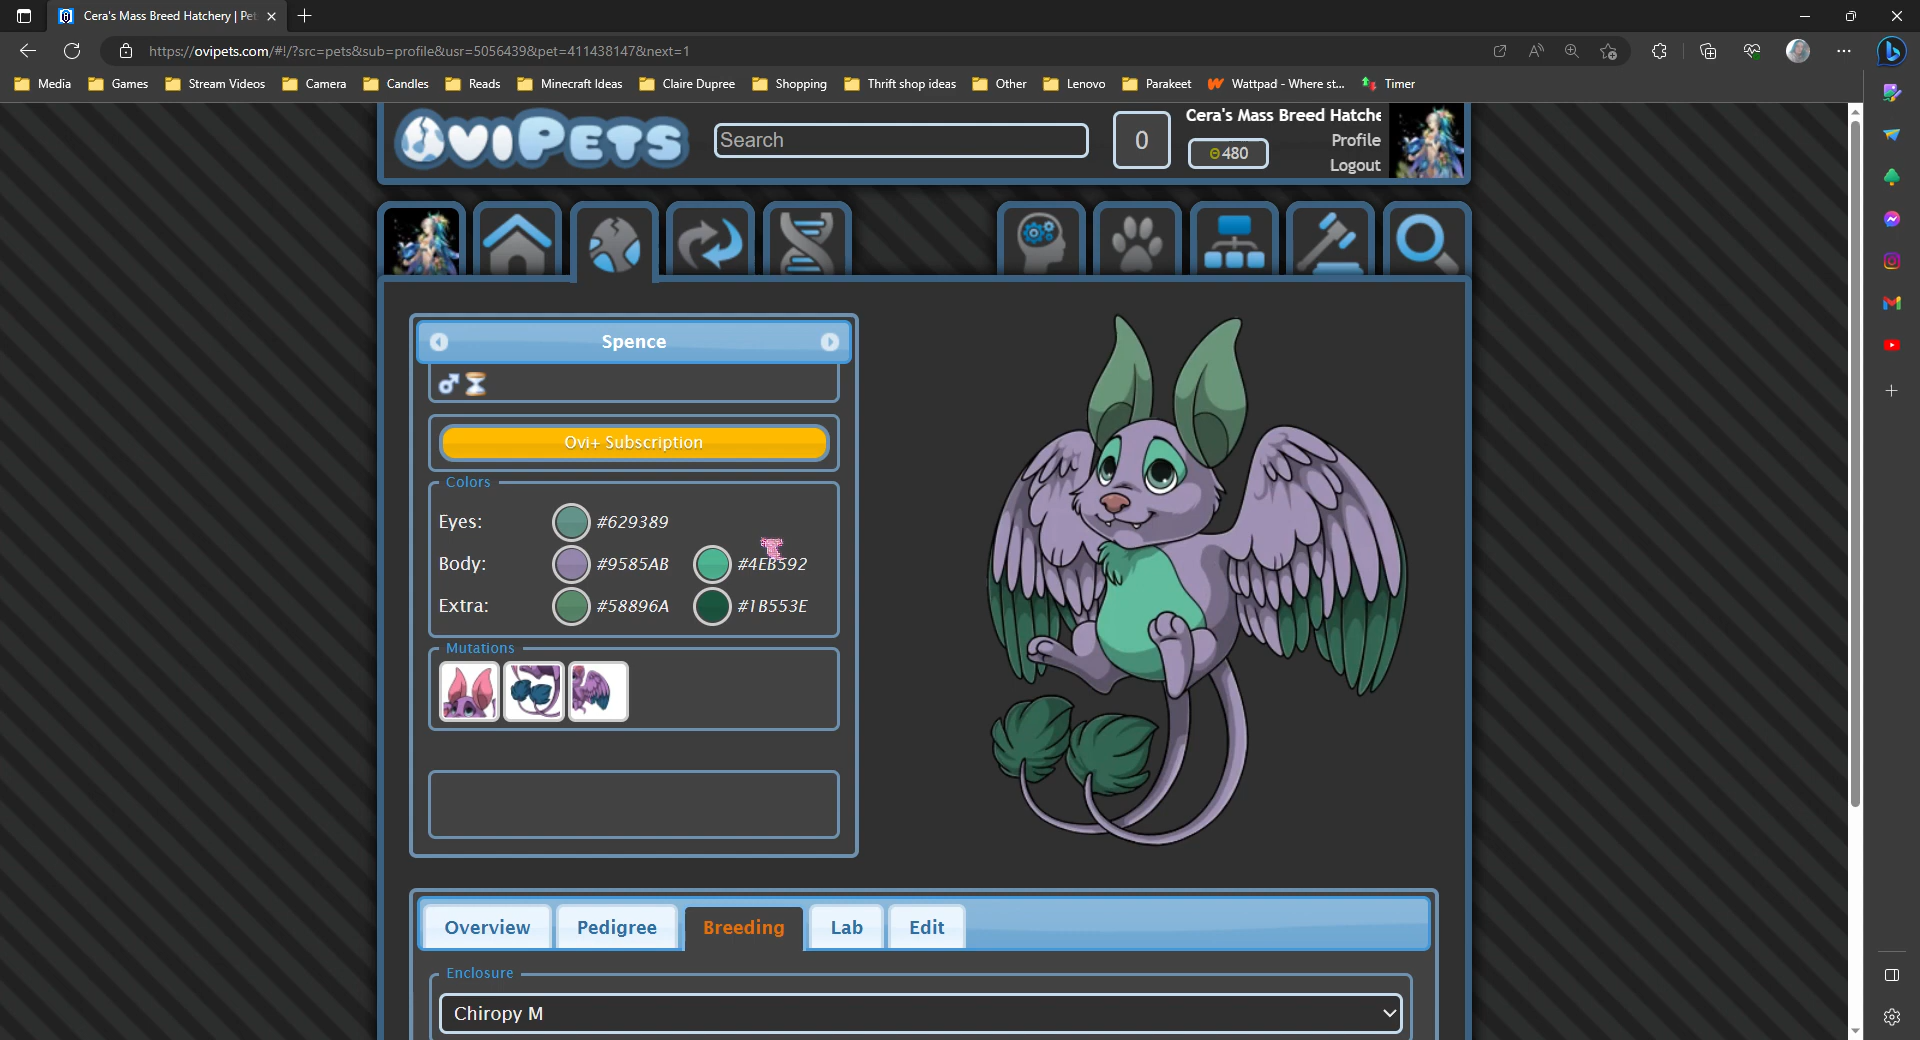 Cera's Mass Breed Hatchery | Pet
https://ovipets.com/#!/?src=pets&sub=profile&usr=5056439&pet=411438147&next=1
Media Games Stream Videos Camera Candles Reads Minecraft Ideas Claire Dupree Shopping Thrift shop ideas Other Lenovo Parakeet Wattpad - Where st... Timer
OviPets
Search
0
Cera's Mass Breed Hatche
480
Profile
Logout
Spence
Ovi+ Subscription
Colors
Eyes: #629389
Body: #9585AB #4EB592
Extra: #58896A #1B553E
Mutations
Overview Pedigree Breeding Lab Edit
Enclosure
Chiropy M